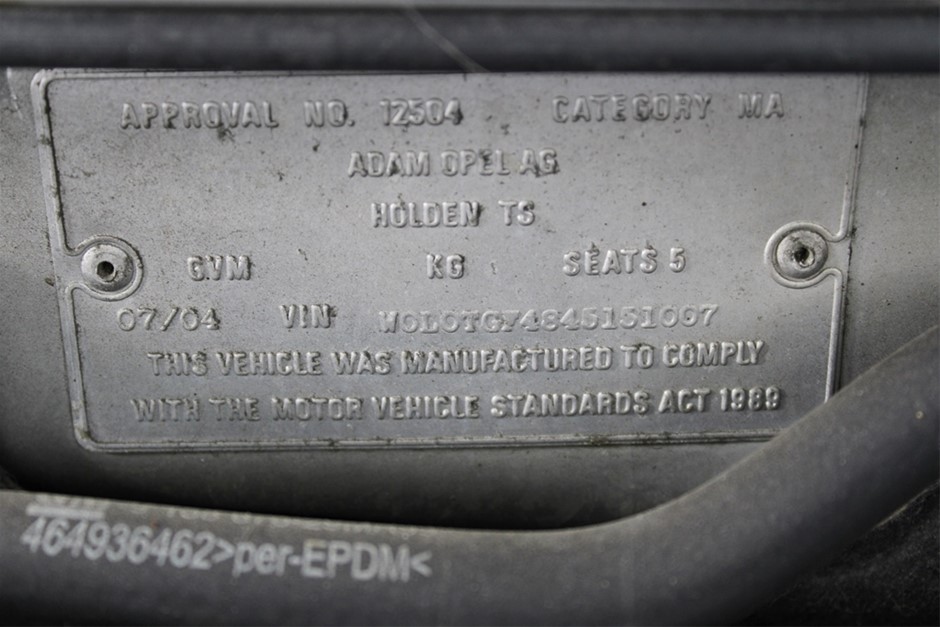 APPROVAL NO. 12504 CATEGORY MA
ADAM OPEL AG
HOLDEN TS
GVM KG SEATS 5
07/04 VIN W0L0TGF4845151007
THIS VEHICLE WAS MANUFACTURED TO COMPLY
WITH THE MOTOR VEHICLE STANDARDS ACT 1989
464936462>per-EPDM<